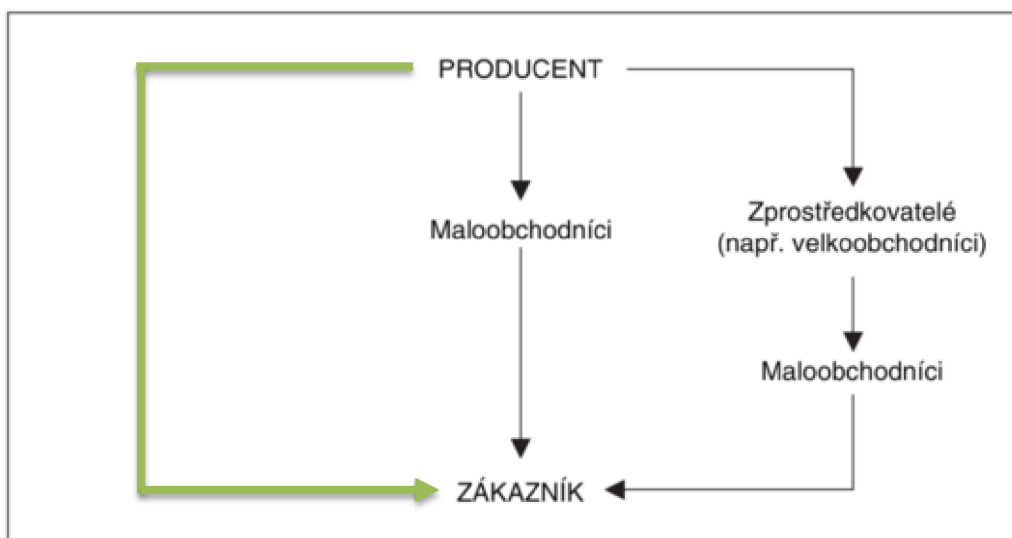 PRODUCENT
Maloobchodníci
Zprostředkovatelé
(např. velkoobchodníci)
Maloobchodníci
ZÁKAZNÍK